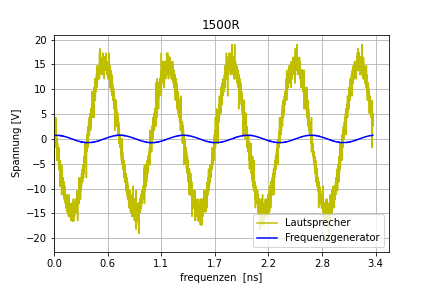 1500R
Spannung [V]
20
15
10
5
0
−5
−10
−15
−20
Lautsprecher
Frequenzgenerator
0.0 0.6 1.1 1.7 2.2 2.8 3.4
frequenzen [ns]